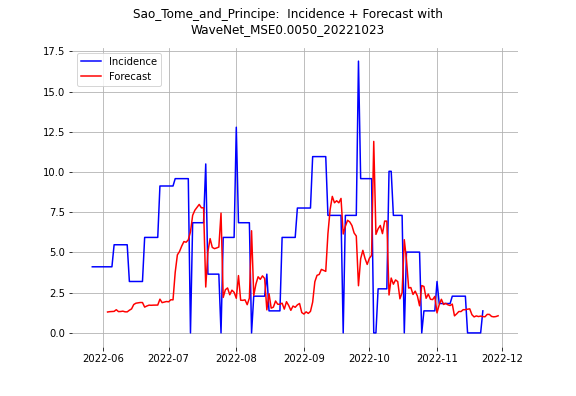 Sao_Tome_and_Principe:  Incidence + Forecast with
WaveNet_MSE0.0050_20221023
Incidence
Forecast
17.5
15.0
12.5
10.0
7.5
5.0
2.5
0.0
2022-06 2022-07 2022-08 2022-09 2022-10 2022-11 2022-12